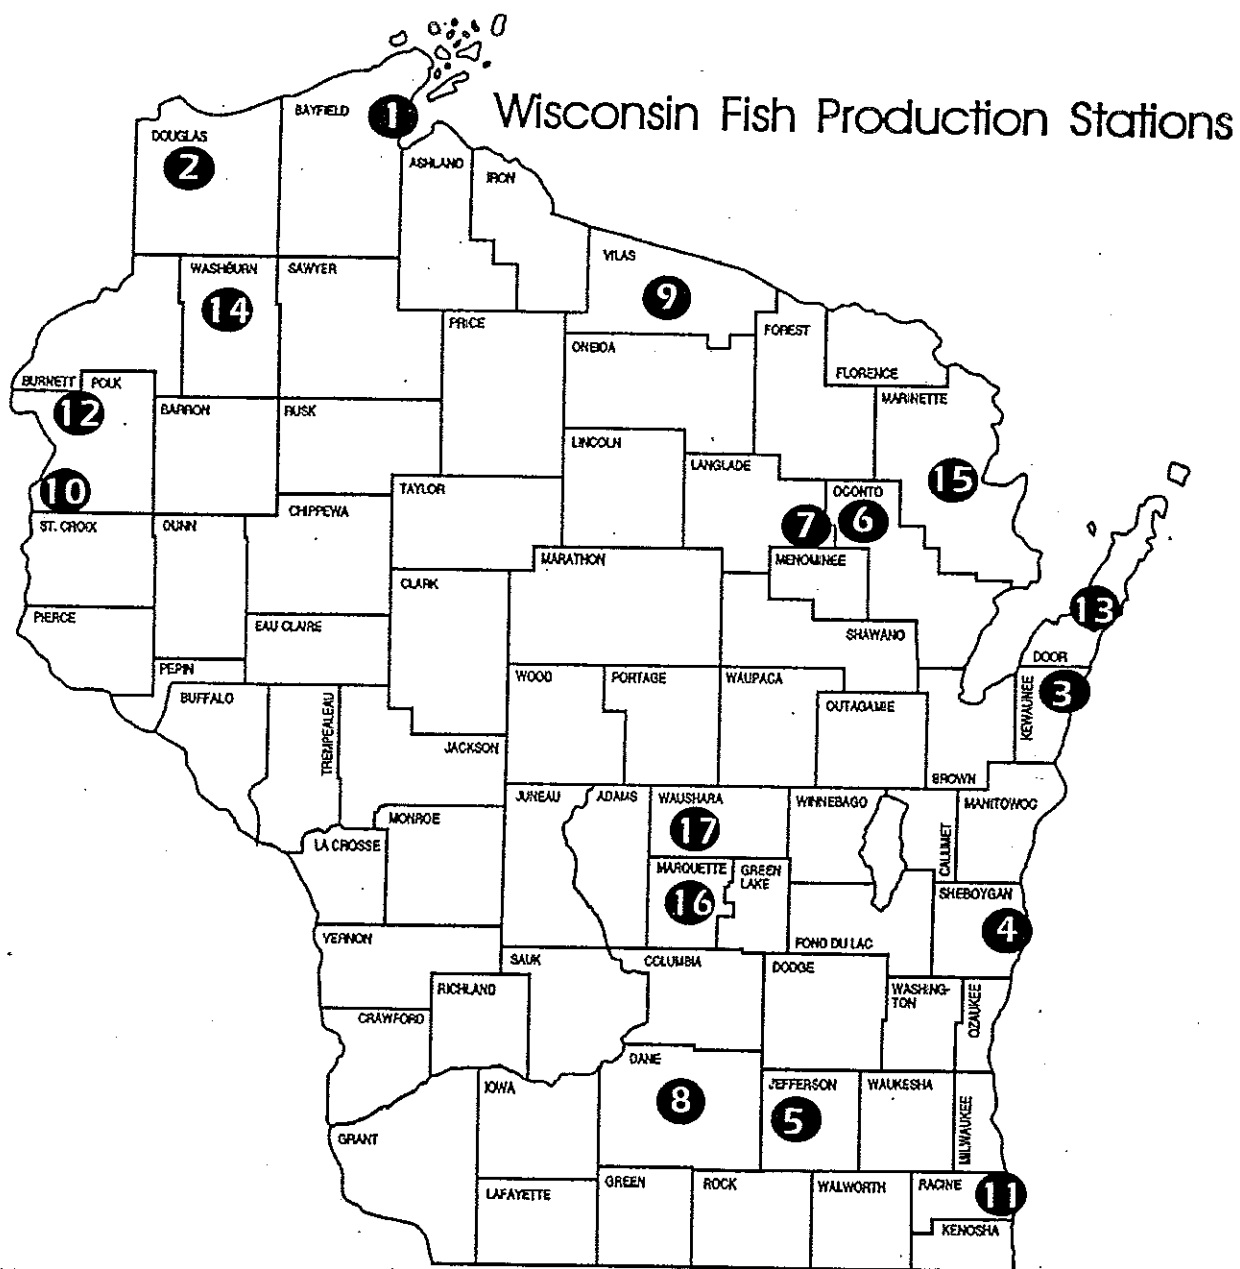 Wisconsin Fish Production Stations
BAYFIELD
1
DOUGLAS
2
ASHLAND
IRON
VILAS
9
WASHBURN
14
SAWYER
PRICE
ONEIDA
FOREST
FLORENCE
BURNETT
POLK
12
BARRON
RUSK
MARINETTE
15
LINCOLN
LANGLADE
10
TAYLOR
OCONTO
7
6
ST. CROIX
DUNN
CHIPPEWA
MARATHON
MENOMINEE
CLARK
PIERCE
EAU CLAIRE
SHAWANO
13
DOOR
PEPIN
BUFFALO
TREMPEALEAU
WOOD
PORTAGE
WAUPACA
OUTAGAMIE
KEWAUNEE
3
JACKSON
BROWN
JUNEAU
ADAMS
WAUSHARA
17
WINNEBAGO
CALUMET
MANITOWOC
MONROE
LA CROSSE
MARQUETTE
16
GREEN
LAKE
SHEBOYGAN
4
FOND DU LAC
VERNON
SAUK
COLUMBIA
DODGE
RICHLAND
WASHING-
TON
OZAUKEE
CRAWFORD
DANE
8
JEFFERSON
5
WAUKESHA
MILWAUKEE
IOWA
GRANT
LAFAYETTE
GREEN
ROCK
WALWORTH
RACINE
11
KENOSHA